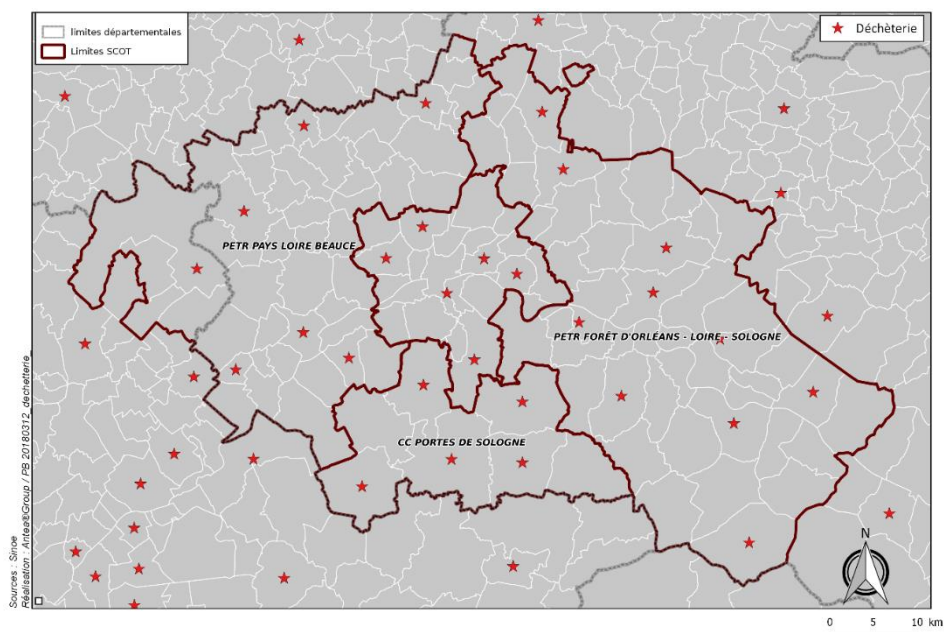 limites départementales
Limites SCOT
Déchèterie
PETR PAYS LOIRE BEAUCE
PETR FORÊT D'ORLÉANS - LOIRE - SOLOGNE
CC PORTES DE SOLOGNE
Sources : Sinoe
Réalisation : Antea®Group / PB 20180312_dechetterie_
N
0 5 10 km